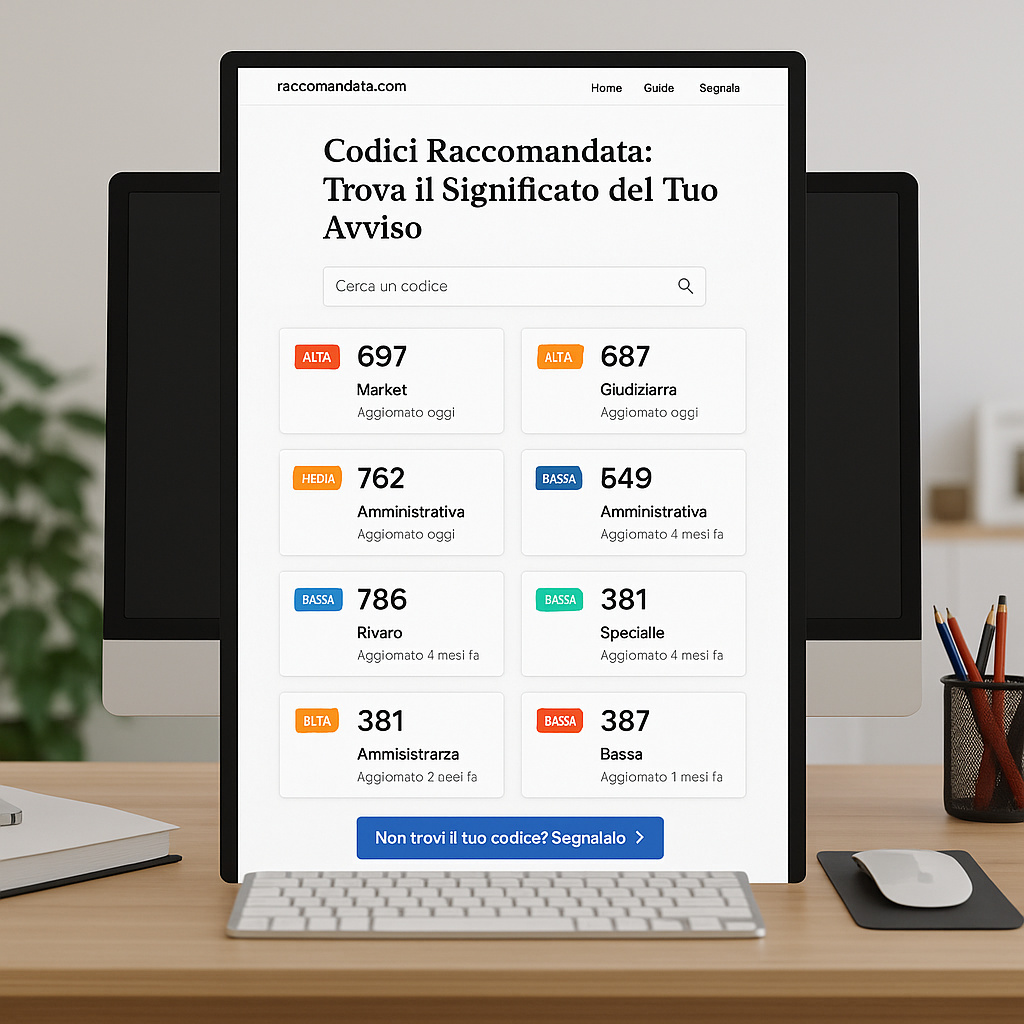 raccomandata.com
Home Guide Segnala
Codici Raccomandata:
Trova il Significato del Tuo
Avviso
Cerca un codice
ALTA 697
Market
Aggiomato oggi
ALTA 687
Giudiziarra
Aggiomato oggi
HEDIA 762
Amministrativa
Aggiomato oggi
BASSA 649
Amministrativa
Aggiomato 4 mesi fa
BASSA 786
Rivaro
Aggiomato 4 mesi fa
BASSA 381
Specialle
Aggiomato 4 mesi fa
BLTA 381
Ammisistrarza
Aggiomato 2 fa
BASSA 387
Bassa
Aggiomato 1 mesi fa
Non trovi il tuo codice? Segnalalo